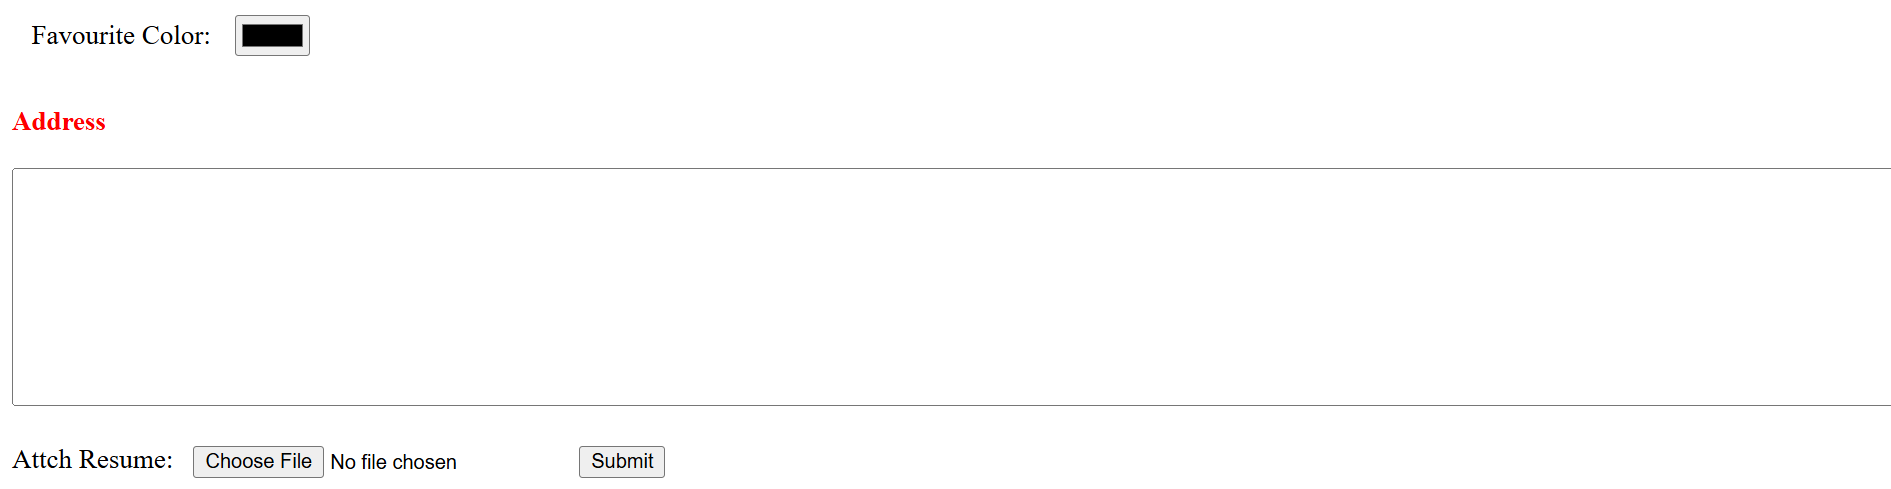 Favourite Color:
Address
Attch Resume: Choose File No file chosen Submit